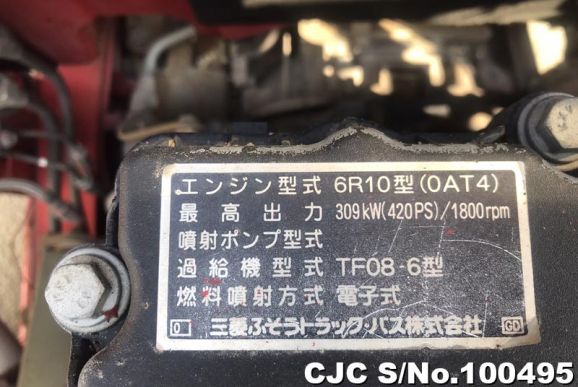 エンジン型式 6R10型(0AT4)
最高出力 309kW(420PS)/1800rpm
噴射ポンプ型式
過給機型式 TF08-6型
燃料噴射方式 電子式
0 三菱ふそうトラック・バス株式会社 GD
CJC S/No.100495